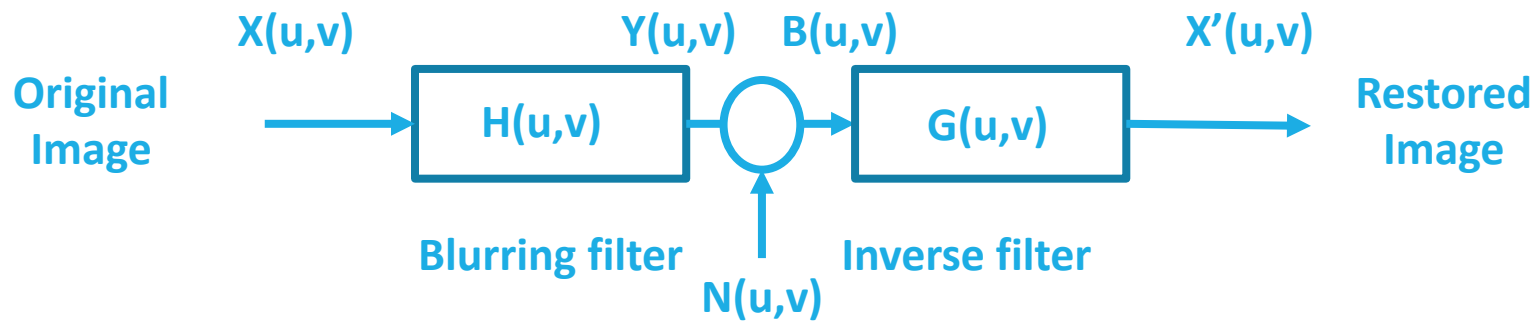 X(u,v)
Y(u,v)
B(u,v)
X’(u,v)
Original
Image
H(u,v)
G(u,v)
Restored
Image
Blurring filter
Inverse filter
N(u,v)